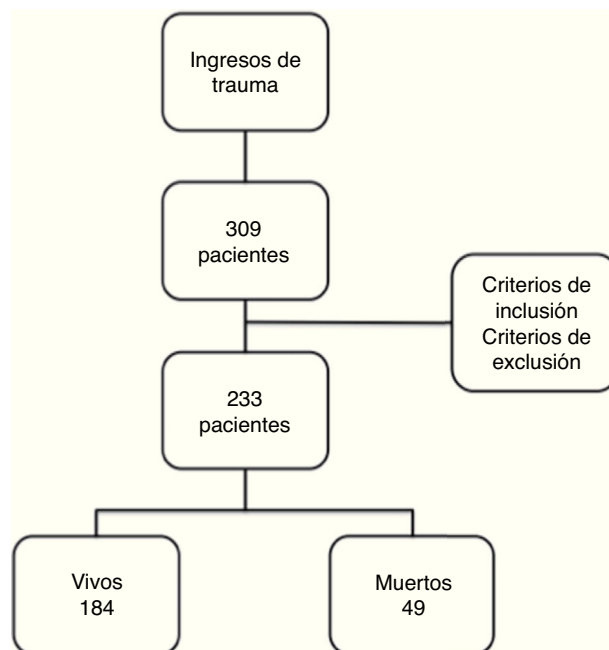 Ingresos de
trauma
309
pacientes
Criterios de
inclusión
Criterios de
exclusión
233
pacientes
Vivos
184
Muertos
49